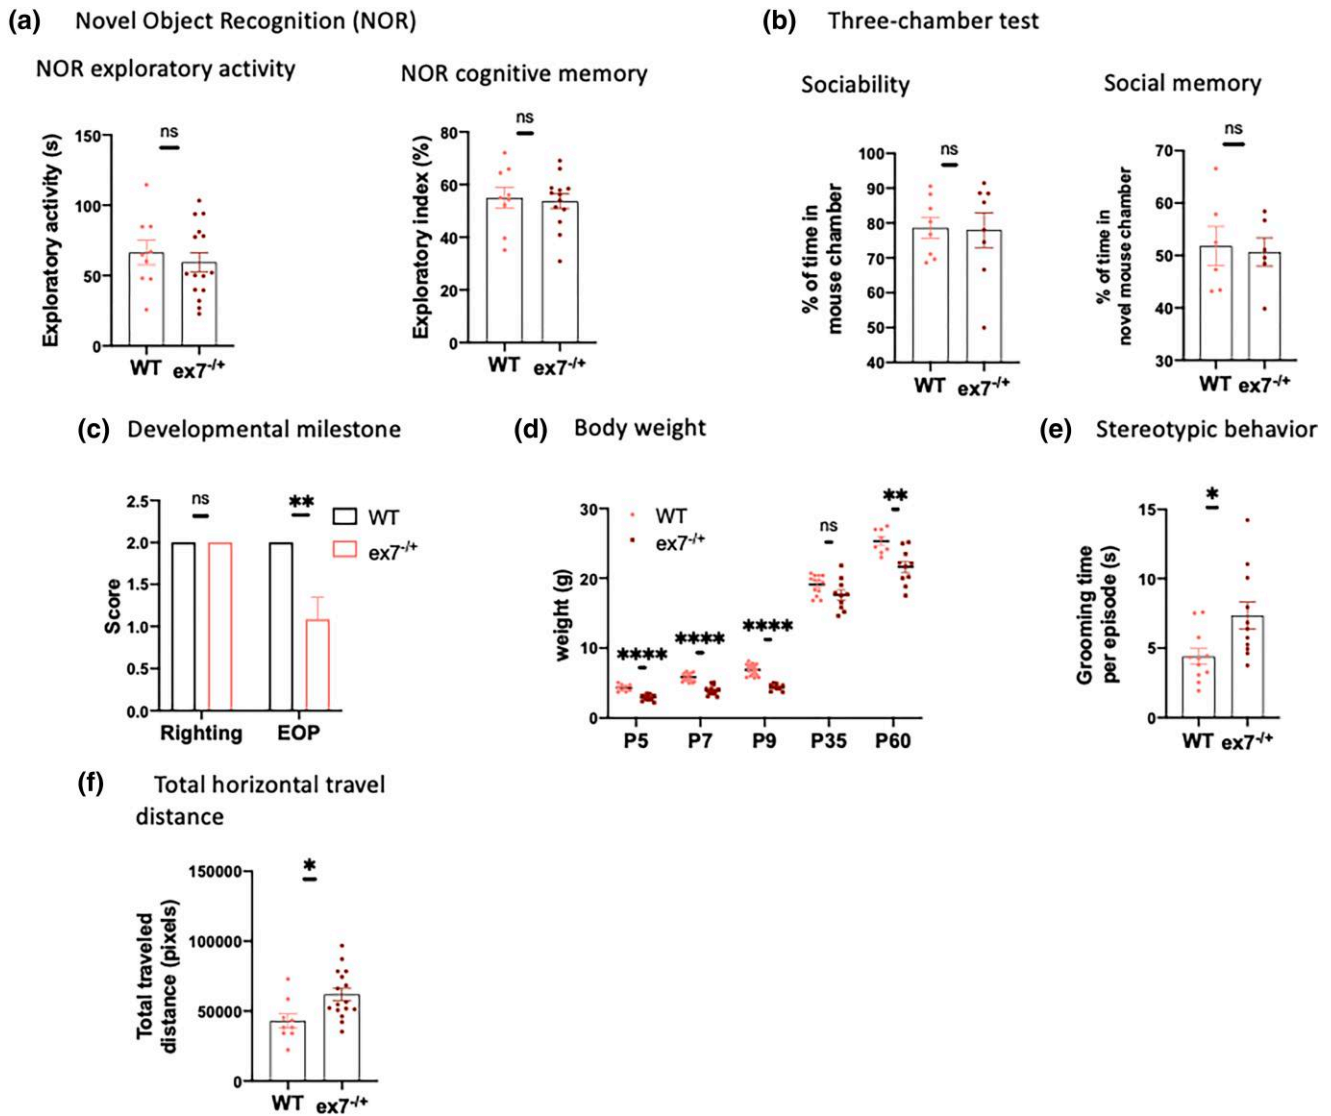 (a) Novel Object Recognition (NOR)
NOR exploratory activity
Exploratory activity (s)
150
100
50
0
ns
WT ex7-/+
NOR cognitive memory
Exploratory index (%)
80
60
40
20
0
ns
WT ex7-/+
(b) Three-chamber test
Sociability
% of time in
mouse chamber
100
90
80
70
60
50
40
ns
WT ex7-/+
Social memory
% of time in
novel mouse chamber
70
60
50
40
30
ns
WT ex7-/+
(c) Developmental milestone
Score
2.5
2.0
1.5
1.0
0.5
0.0
ns
**
WT
ex7-/+
Righting EOP
(d) Body weight
weight (g)
30
20
10
0
WT
ex7-/+
****
****
****
ns
**
P5 P7 P9 P35 P60
(e) Stereotypic behavior
Grooming time
per episode (s)
15
10
5
0
*
WT ex7-/+
(f) Total horizontal travel
distance
Total traveled
distance (pixels)
150000
100000
50000
0
*
WT ex7-/+